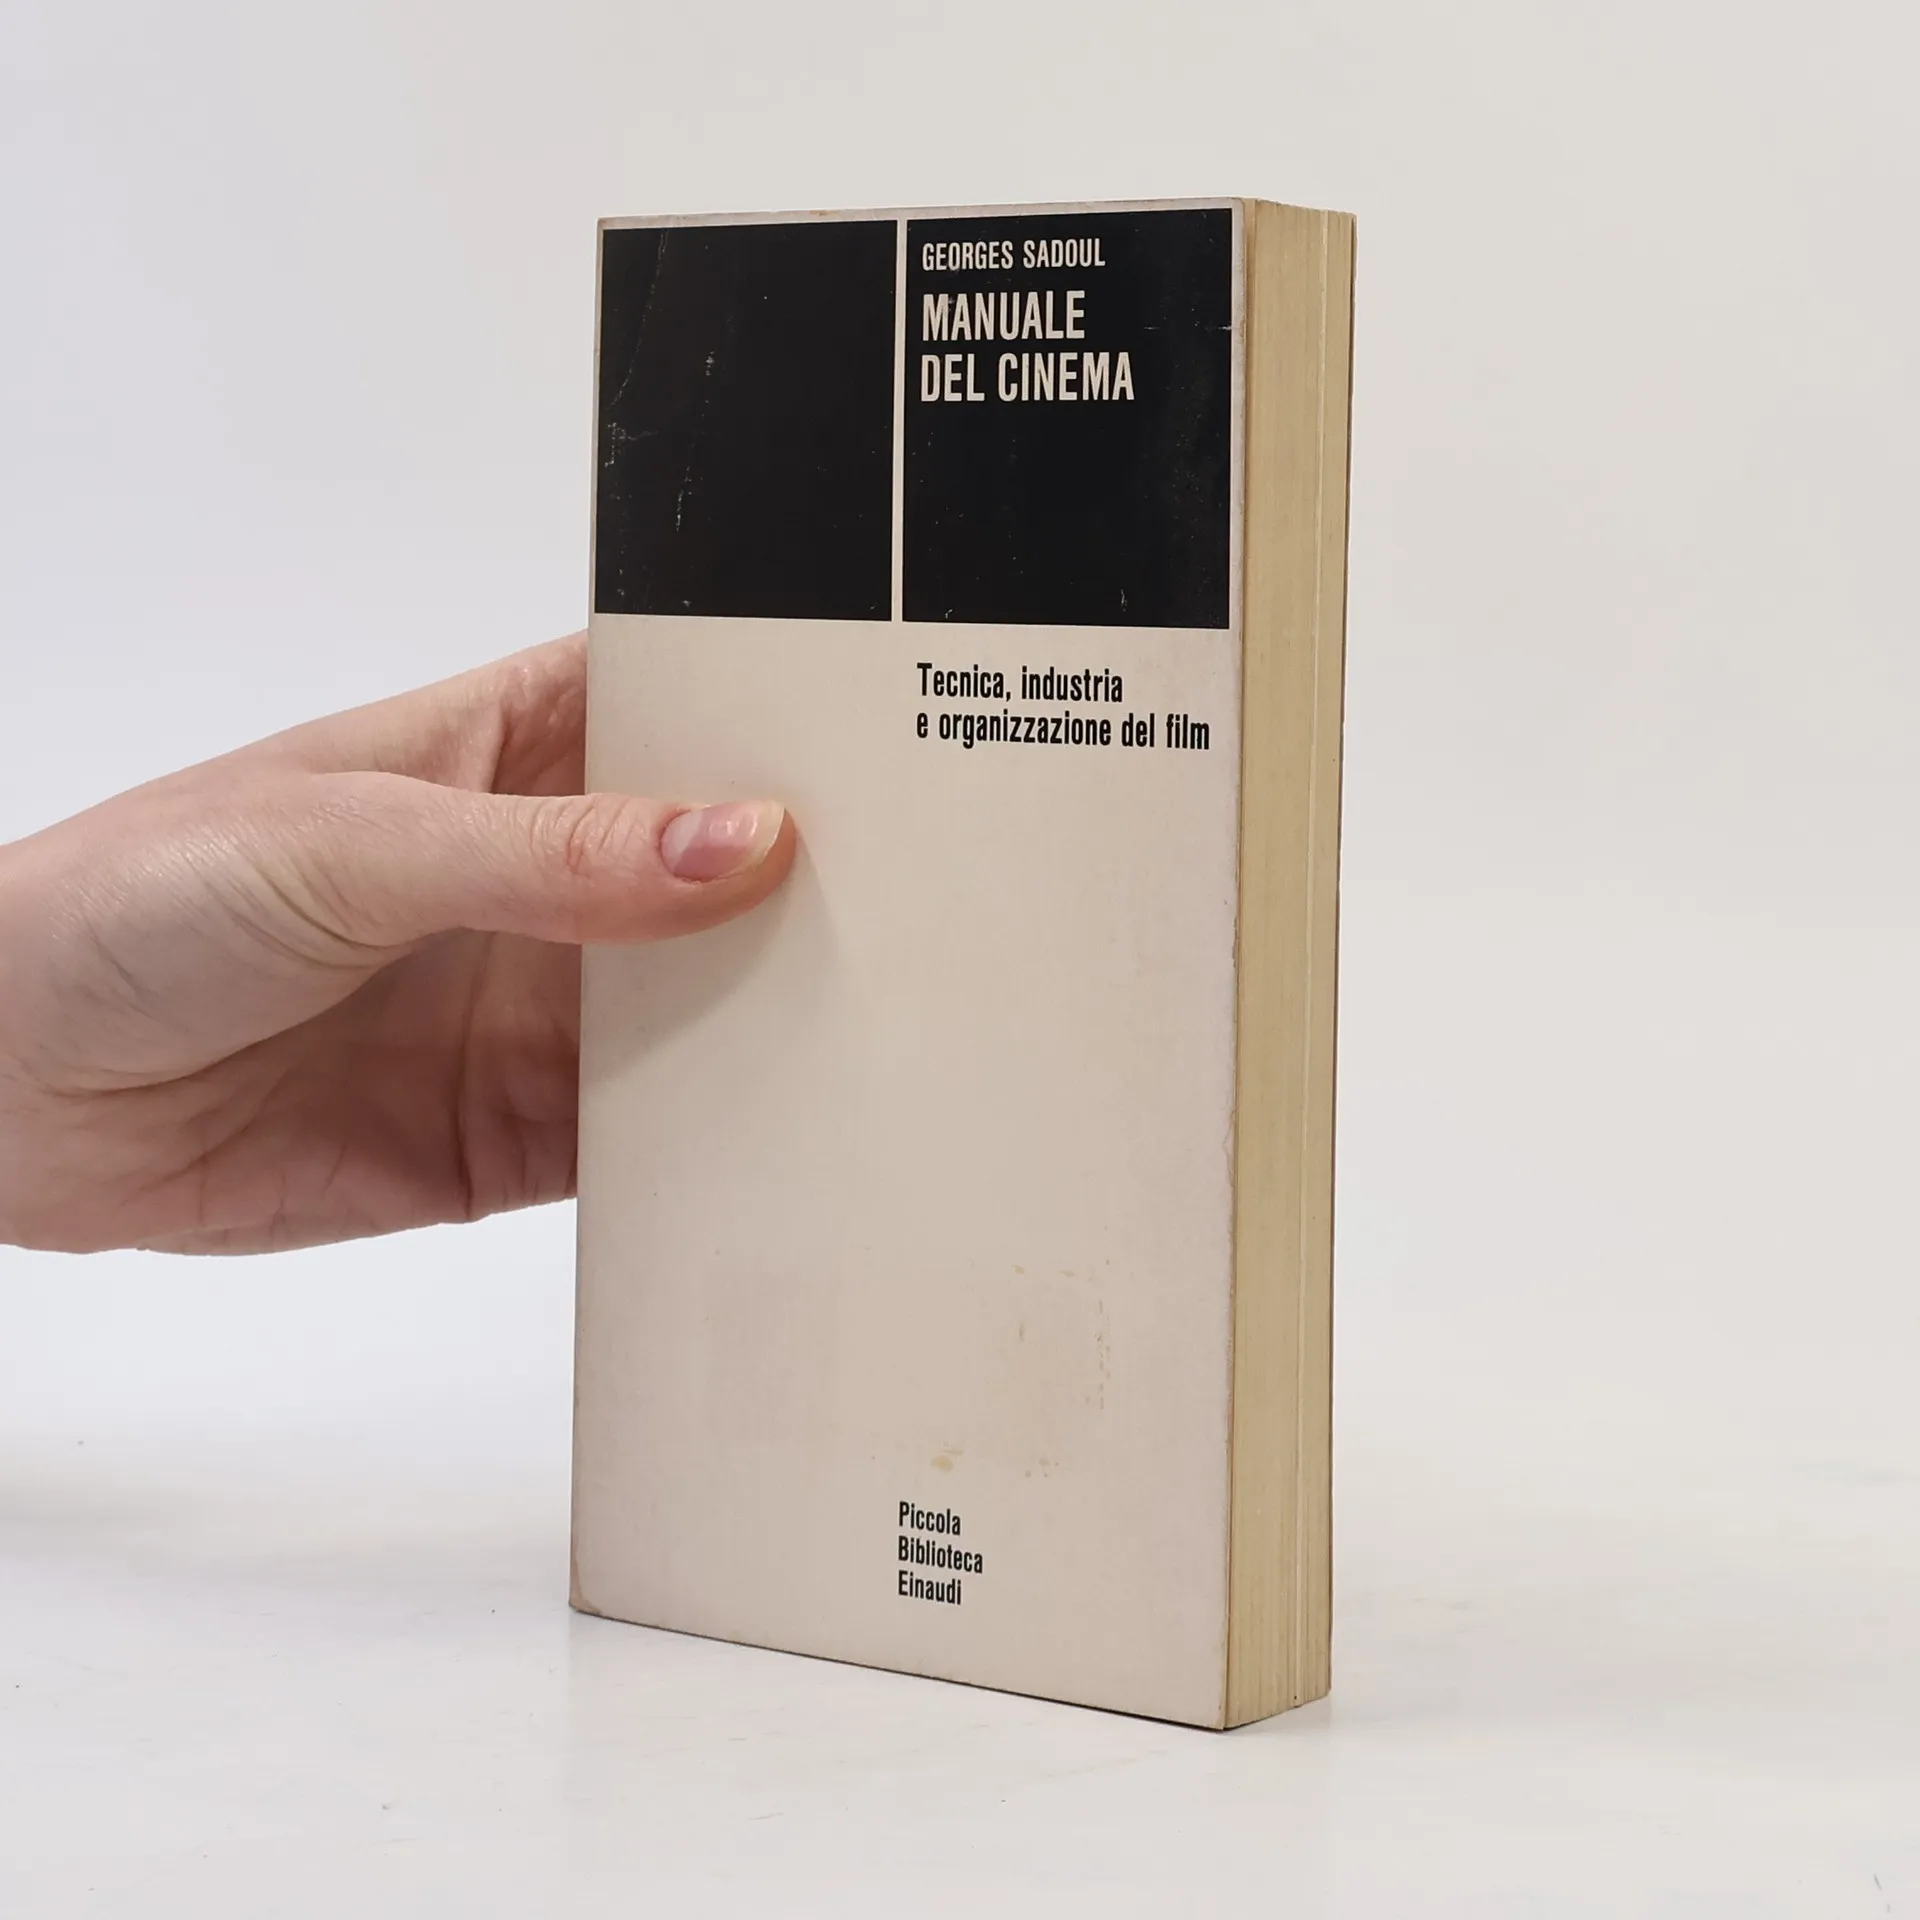 GEORGES SADOUL
MANUALE
DEL CINEMA
Tecnica, industria
e organizzazione del film
Piccola
Biblioteca
Einaudi